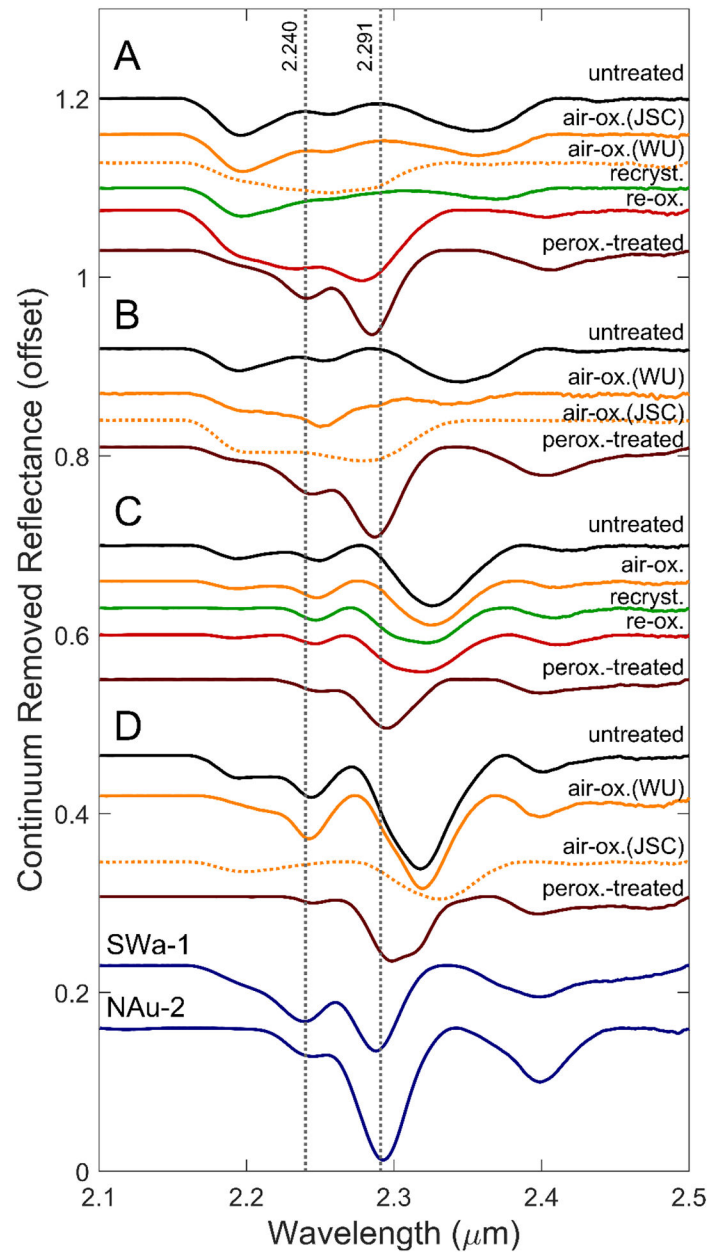 2.240
2.291
A
untreated
air-ox.(JSC)
air-ox.(WU)
recryst.
re-ox.
perox.-treated
B
untreated
air-ox.(WU)
air-ox.(JSC)
perox.-treated
C
untreated
air-ox.
recryst.
re-ox.
perox.-treated
D
untreated
air-ox.(WU)
air-ox.(JSC)
perox.-treated
SWa-1
NAu-2
1.2
1
0.8
0.6
0.4
0.2
0
Continuum Removed Reflectance (offset)
2.1 2.2 2.3 2.4 2.5
Wavelength (μm)